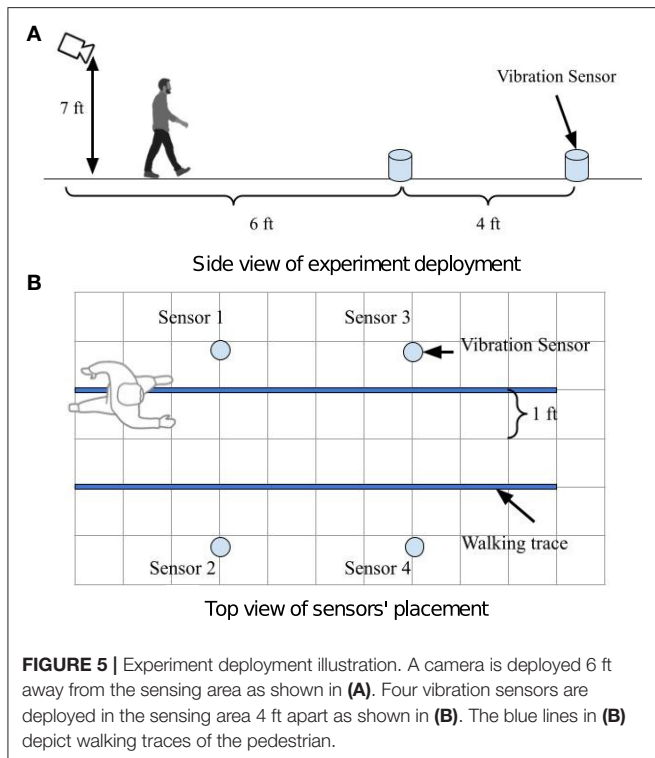 A
Vibration Sensor
7 ft
6 ft
4 ft
Side view of experiment deployment
B
Sensor 1
Sensor 3
Vibration Sensor
1 ft
Walking trace
Sensor 2
Sensor 4
Top view of sensors' placement
FIGURE 5 | Experiment deployment illustration. A camera is deployed 6 ft
away from the sensing area as shown in (A). Four vibration sensors are
deployed in the sensing area 4 ft apart as shown in (B). The blue lines in (B)
depict walking traces of the pedestrian.